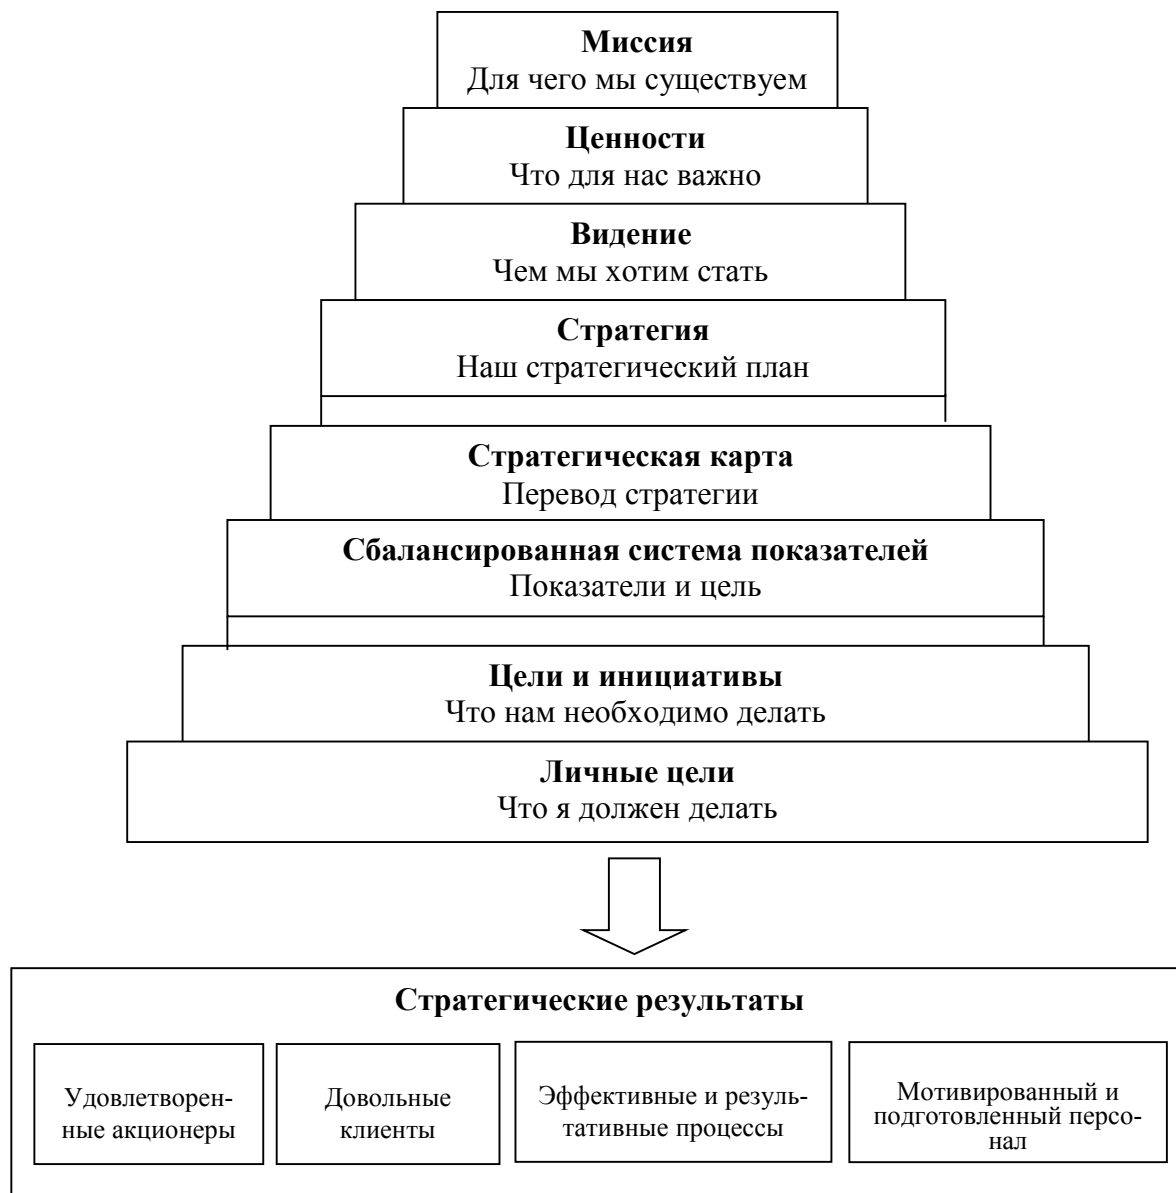 Миссия
Для чего мы существуем
Ценности
Что для нас важно
Видение
Чем мы хотим стать
Стратегия
Наш стратегический план
Стратегическая карта
Перевод стратегии
Сбалансированная система показателей
Показатели и цель
Цели и инициативы
Что нам необходимо делать
Личные цели
Что я должен делать
Стратегические результаты
Удовлетворен-
ные акционеры
Довольные
клиенты
Эффективные и резуль-
тативные процессы
Мотивированный и
подготовленный персо-
нал